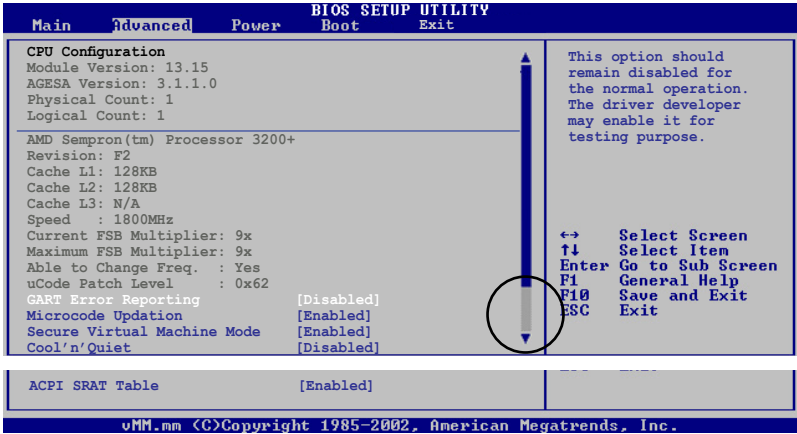 BIOS SETUP UTILITY
Main Advanced Power Boot Exit
CPU Configuration
Module Version: 13.15
AGESA Version: 3.1.1.0
Physical Count: 1
Logical Count: 1
AMD Sempron(tm) Processor 3200+
Revision: F2
Cache L1: 128KB
Cache L2: 128KB
Cache L3: N/A
Speed : 1800MHz
Current FSB Multiplier: 9x
Maximum FSB Multiplier: 9x
Able to Change Freq. : Yes
uCode Patch Level : 0x62
GART Error Reporting [Disabled]
Microcode Updation [Enabled]
Secure Virtual Machine Mode [Enabled]
Cool'n'Quiet [Disabled]
ACPI SRAT Table [Enabled]
This option should
remain disabled for
the normal operation.
The driver developer
may enable it for
testing purpose.
←→ Select Screen
↑↓ Select Item
Enter Go to Sub Screen
F1 General Help
F10 Save and Exit
ESC Exit
vMM.mm (C)Copyright 1985-2002, American Megatrends, Inc.